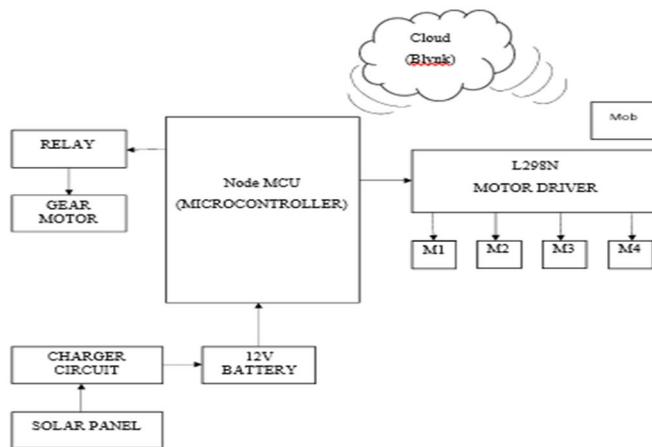 Cloud
(Blynk)
Mob
RELAY
GEAR
MOTOR
Node MCU
(MICROCONTROLLER)
L298N
MOTOR DRIVER
M1
M2
M3
M4
CHARGER
CIRCUIT
12V
BATTERY
SOLAR PANEL